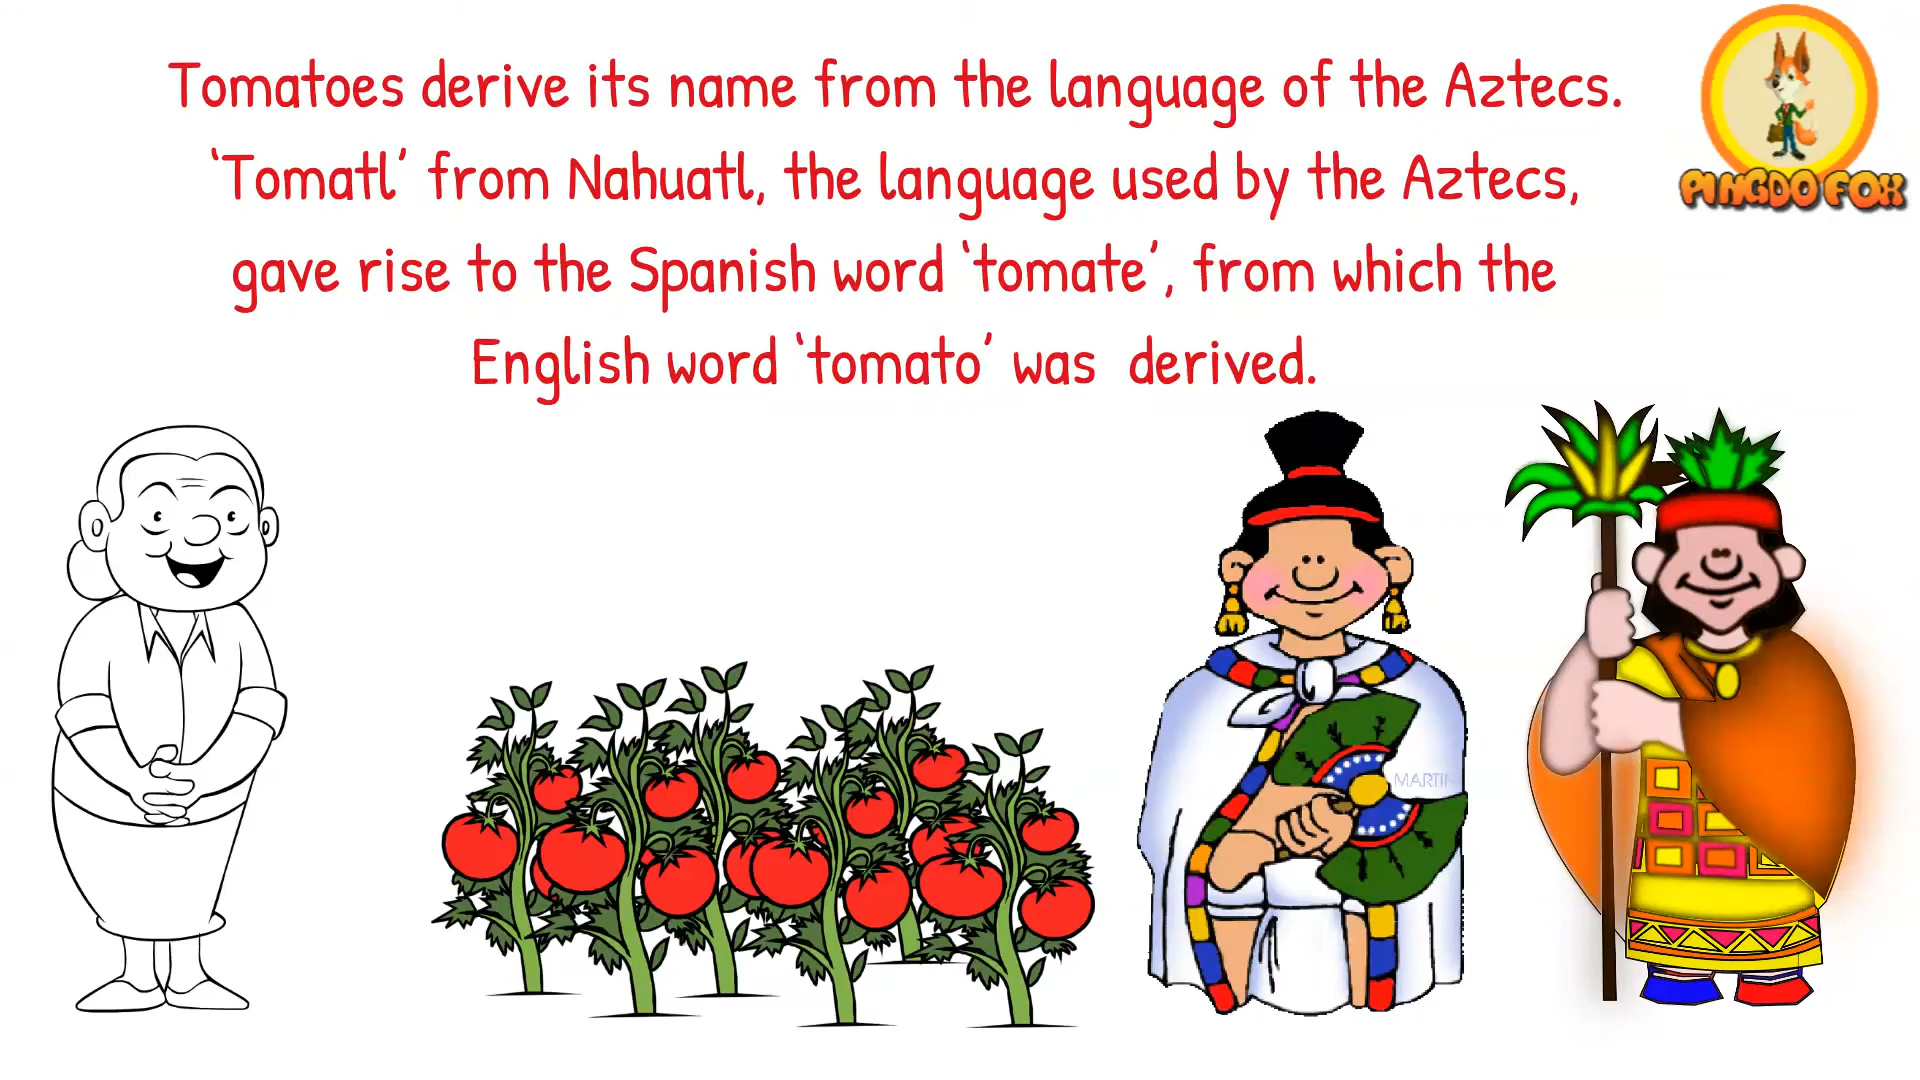 Tomatoes derive its name from the language of the Aztecs.
‘Tomatl’ from Nahuatl, the language used by the Aztecs,
gave rise to the Spanish word ‘tomate’, from which the
English word ‘tomato’ was derived.
PINGDO FOX
MARTIN